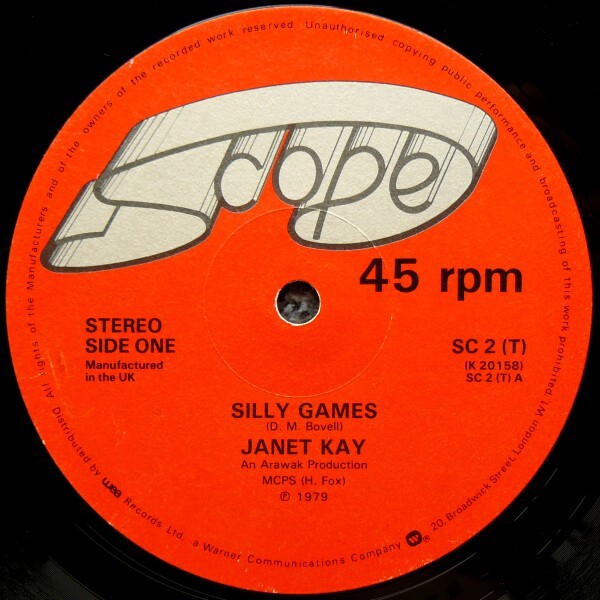 All rights of the Manufacturers and of the owners of the recorded work reserved. Unauthorised copying public performance and broadcasting of this work prohibited.
Scope
45 rpm
STEREO
SIDE ONE
Manufactured
in the UK
SC 2 (T)
(K 20158)
SC 2 (T) A
SILLY GAMES
(D. M. Bovell)
JANET KAY
An Arawak Production
MCPS (H. Fox)
℗ 1979
Distributed by wea Records Ltd. a Warner Communications Company ® 20, Broadwick Street, London, W1.